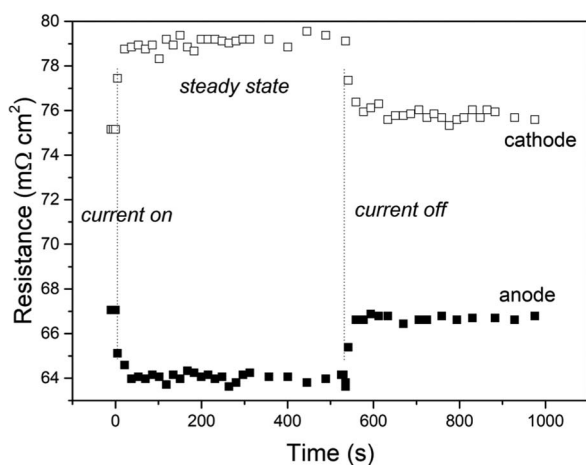 80
78
76
74
72
70
68
66
64
Resistance (mΩ cm²)
steady state
cathode
current on
current off
anode
0
200
400
600
800
1000
Time (s)